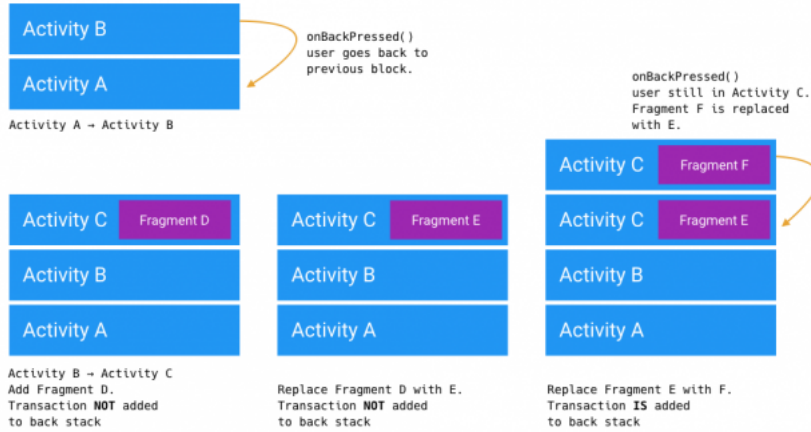 Activity B
Activity A
onBackPressed()
user goes back to
previous block.
Activity A → Activity B
onBackPressed()
user still in Activity C.
Fragment F is replaced
with E.
Activity C Fragment D
Activity B
Activity A
Activity B → Activity C
Add Fragment D.
Transaction NOT added
to back stack
Activity C Fragment E
Activity B
Activity A
Replace Fragment D with E.
Transaction NOT added
to back stack
Activity C Fragment F
Activity C Fragment E
Activity B
Activity A
Replace Fragment E with F.
Transaction IS added
to back stack